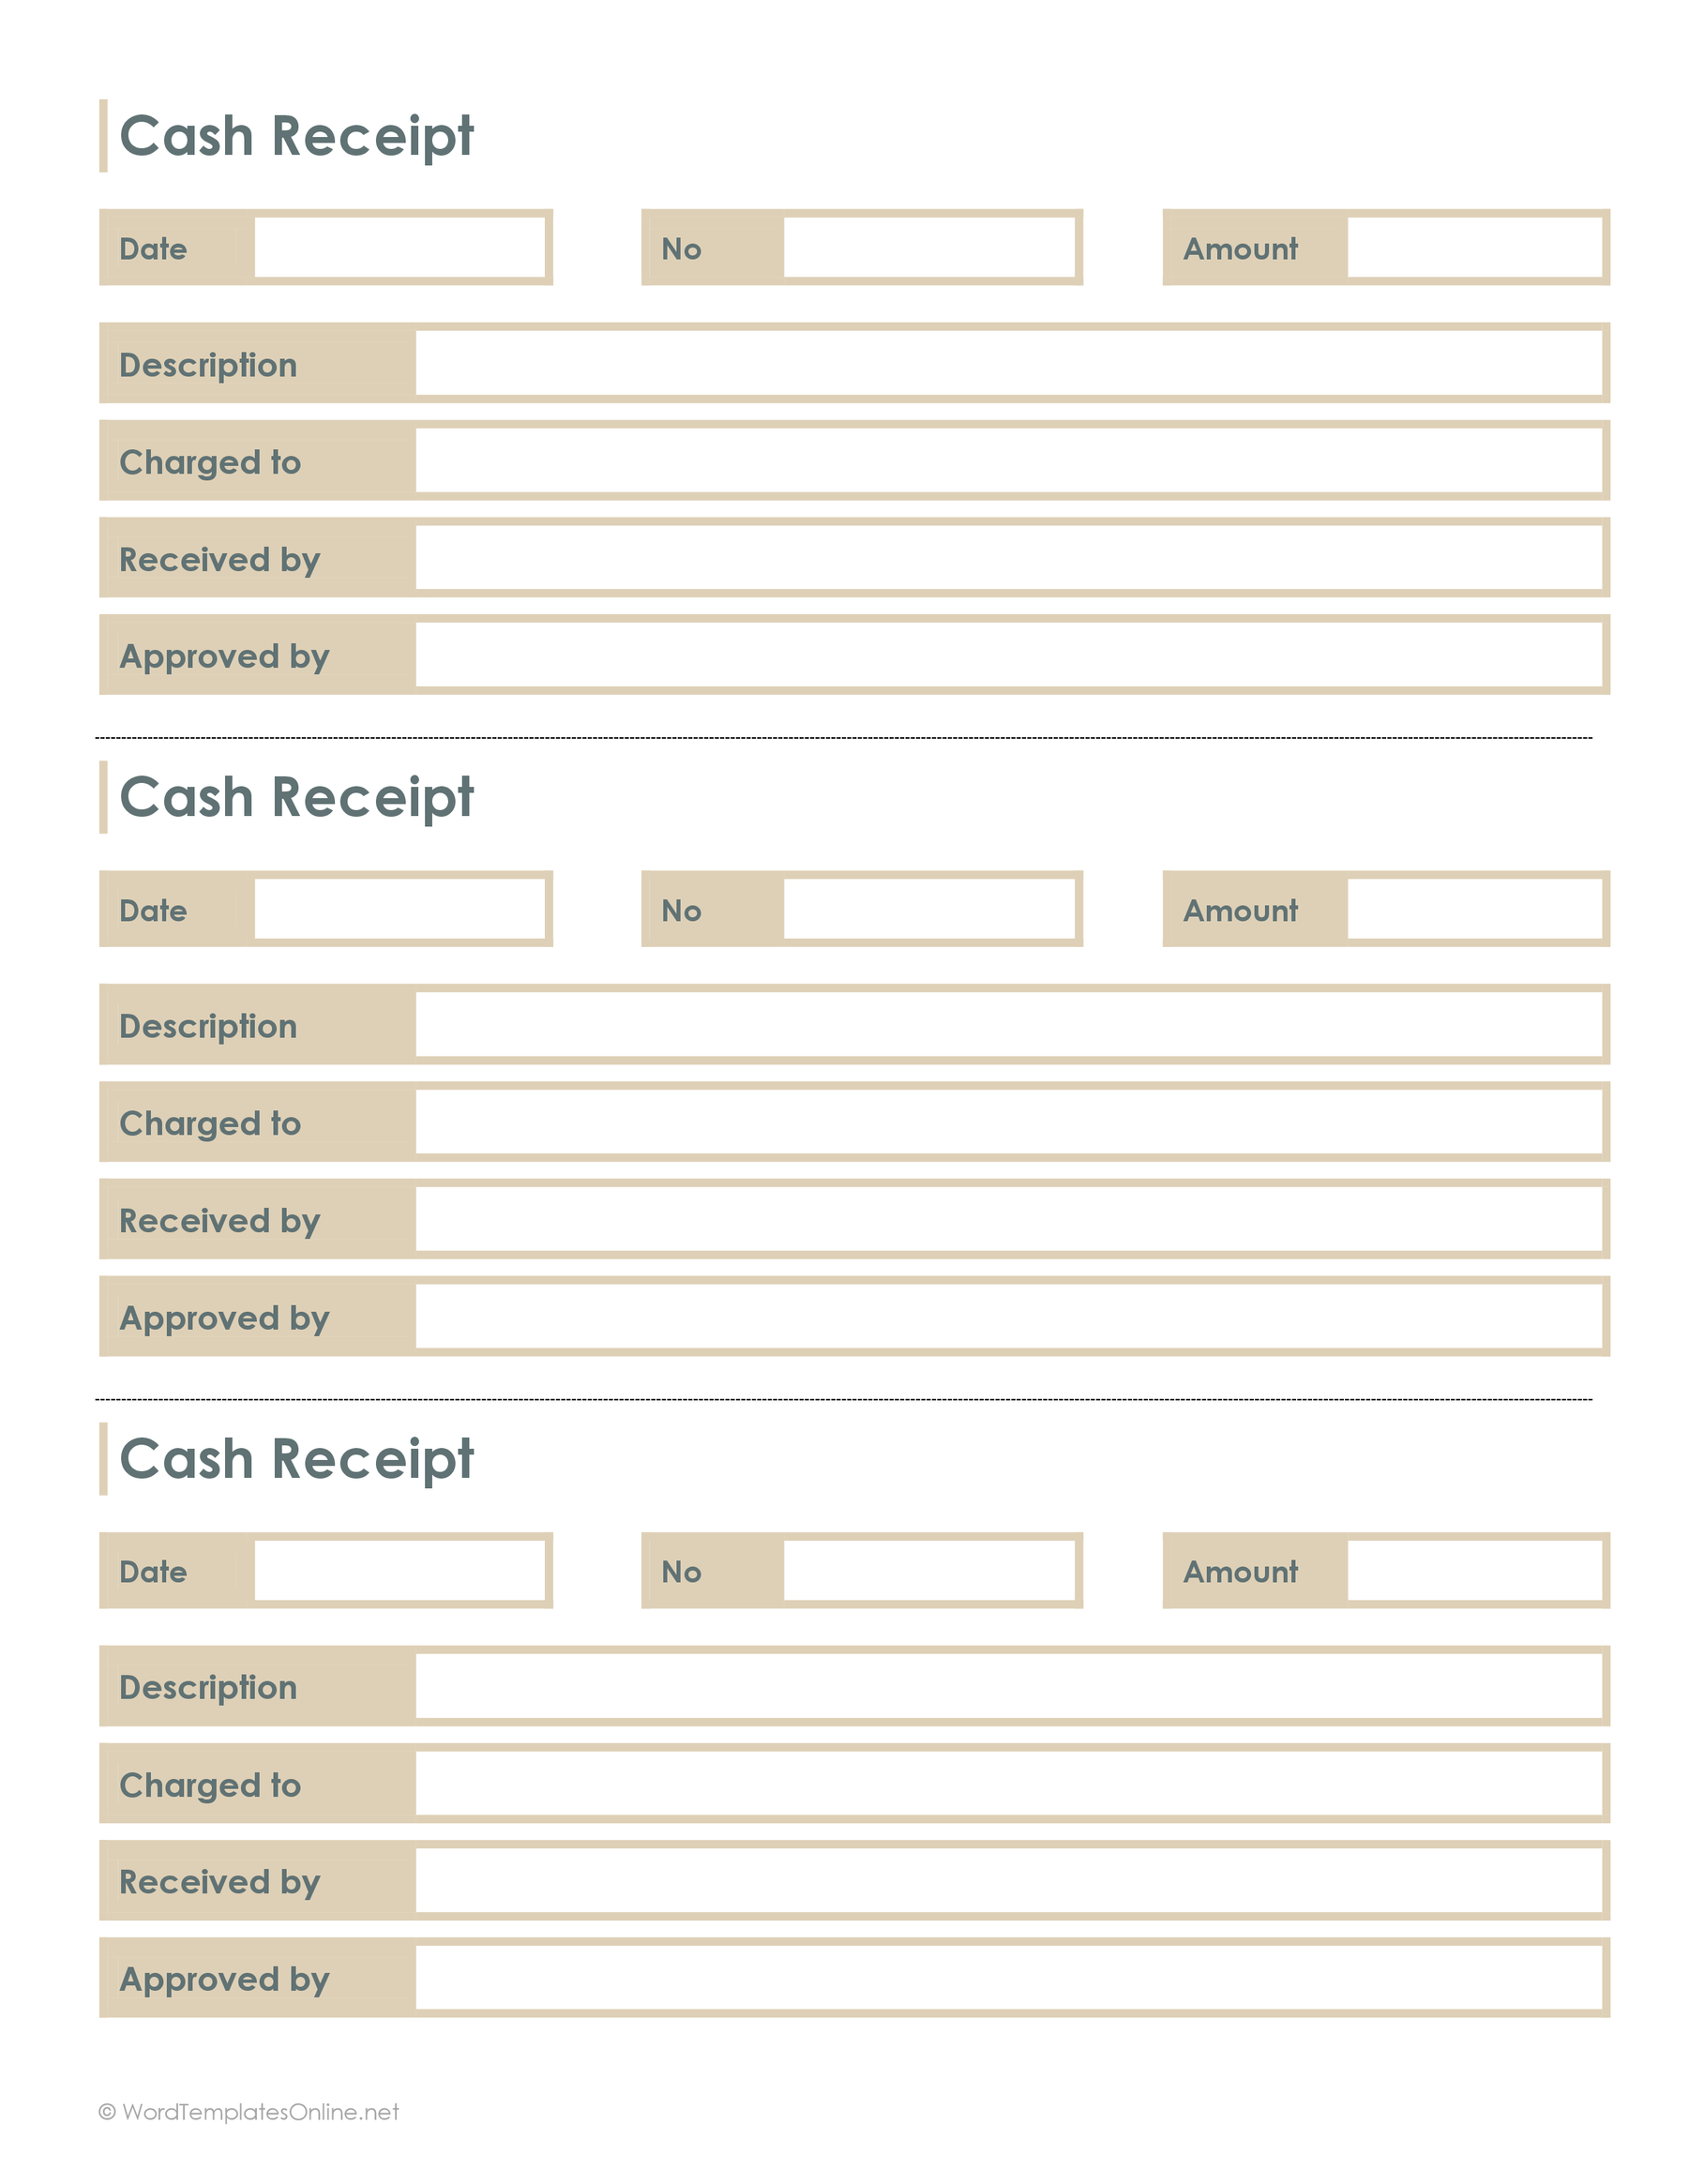 Cash Receipt
Date No Amount
Description
Charged to
Received by
Approved by
Cash Receipt
Date No Amount
Description
Charged to
Received by
Approved by
Cash Receipt
Date No Amount
Description
Charged to
Received by
Approved by
© WordTemplatesOnline.net